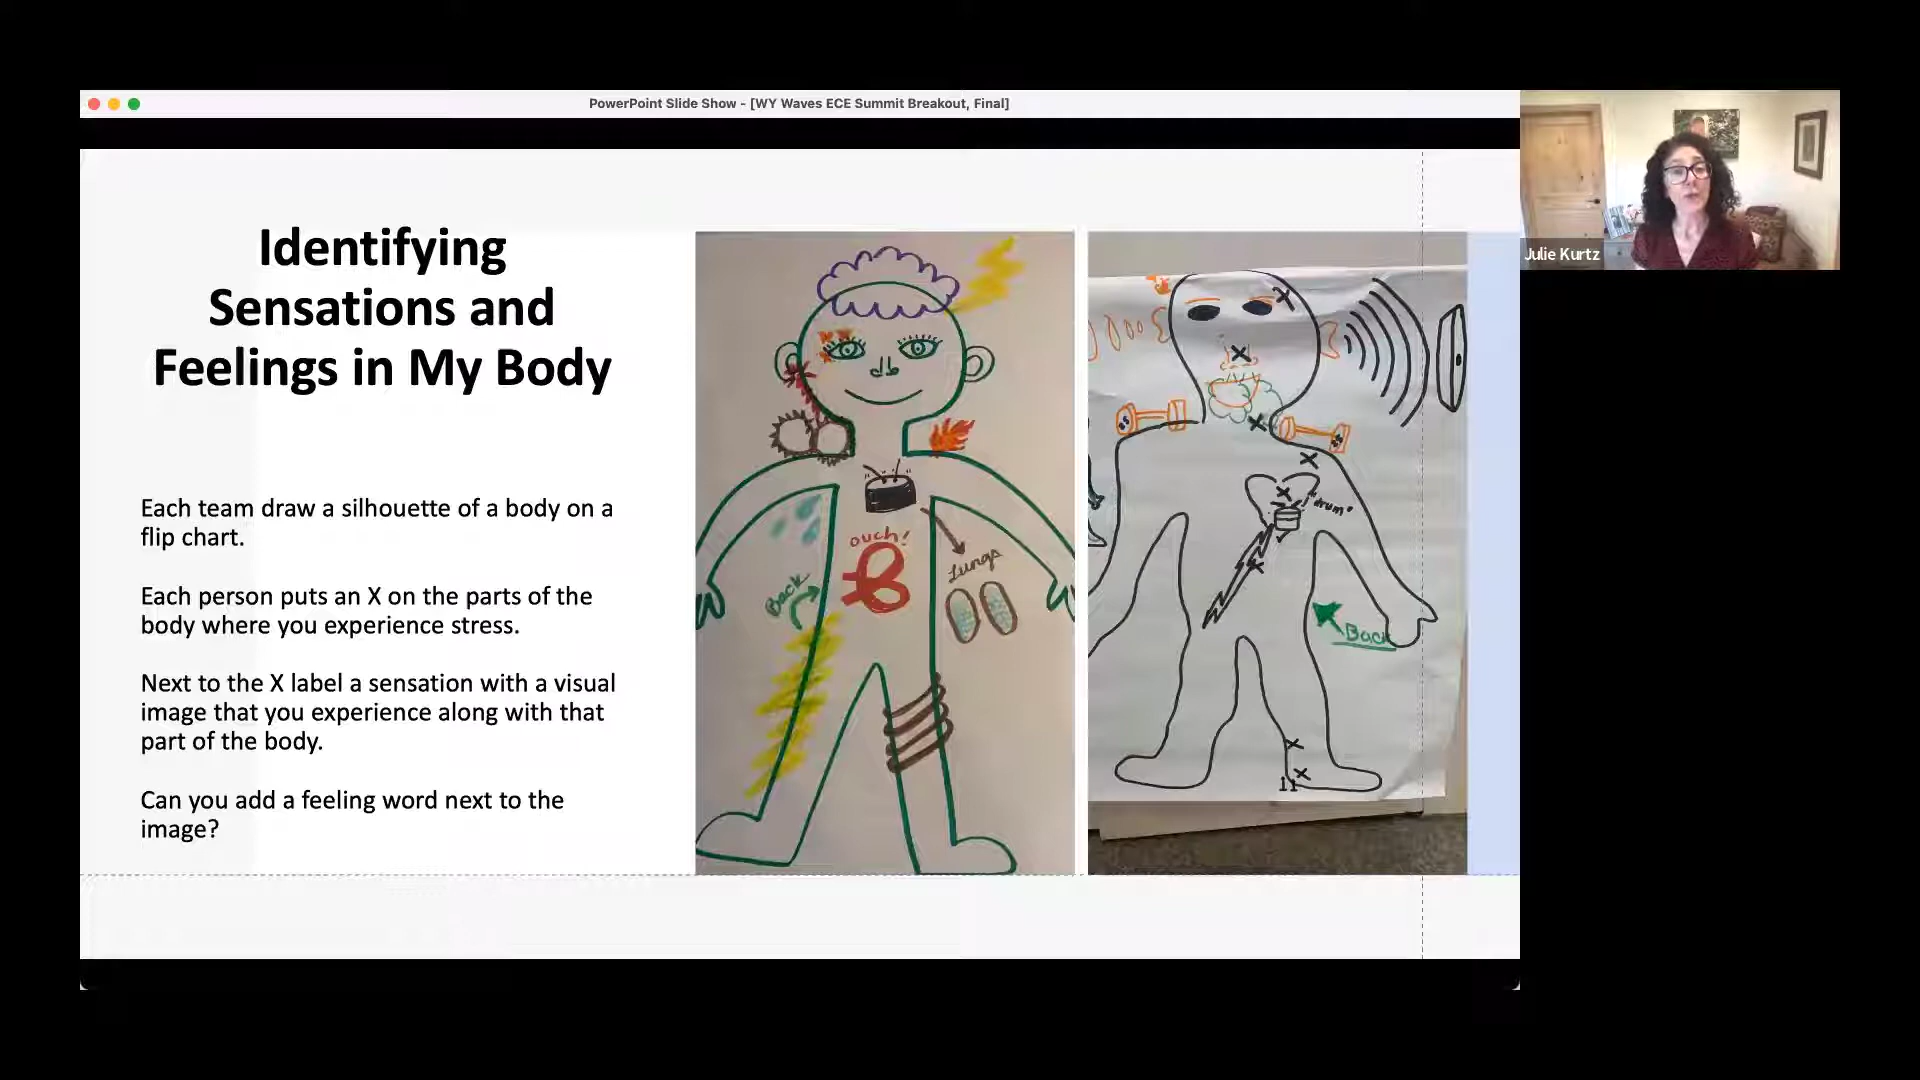 PowerPoint Slide Show - [WY Waves ECE Summit Breakout, Final]
Julie Kurtz
Identifying
Sensations and
Feelings in My Body
Each team draw a silhouette of a body on a
flip chart.
Each person puts an X on the parts of the
body where you experience stress.
Next to the X label a sensation with a visual
image that you experience along with that
part of the body.
Can you add a feeling word next to the
image?
ouch!
Back
Lungs
"drum"
Back